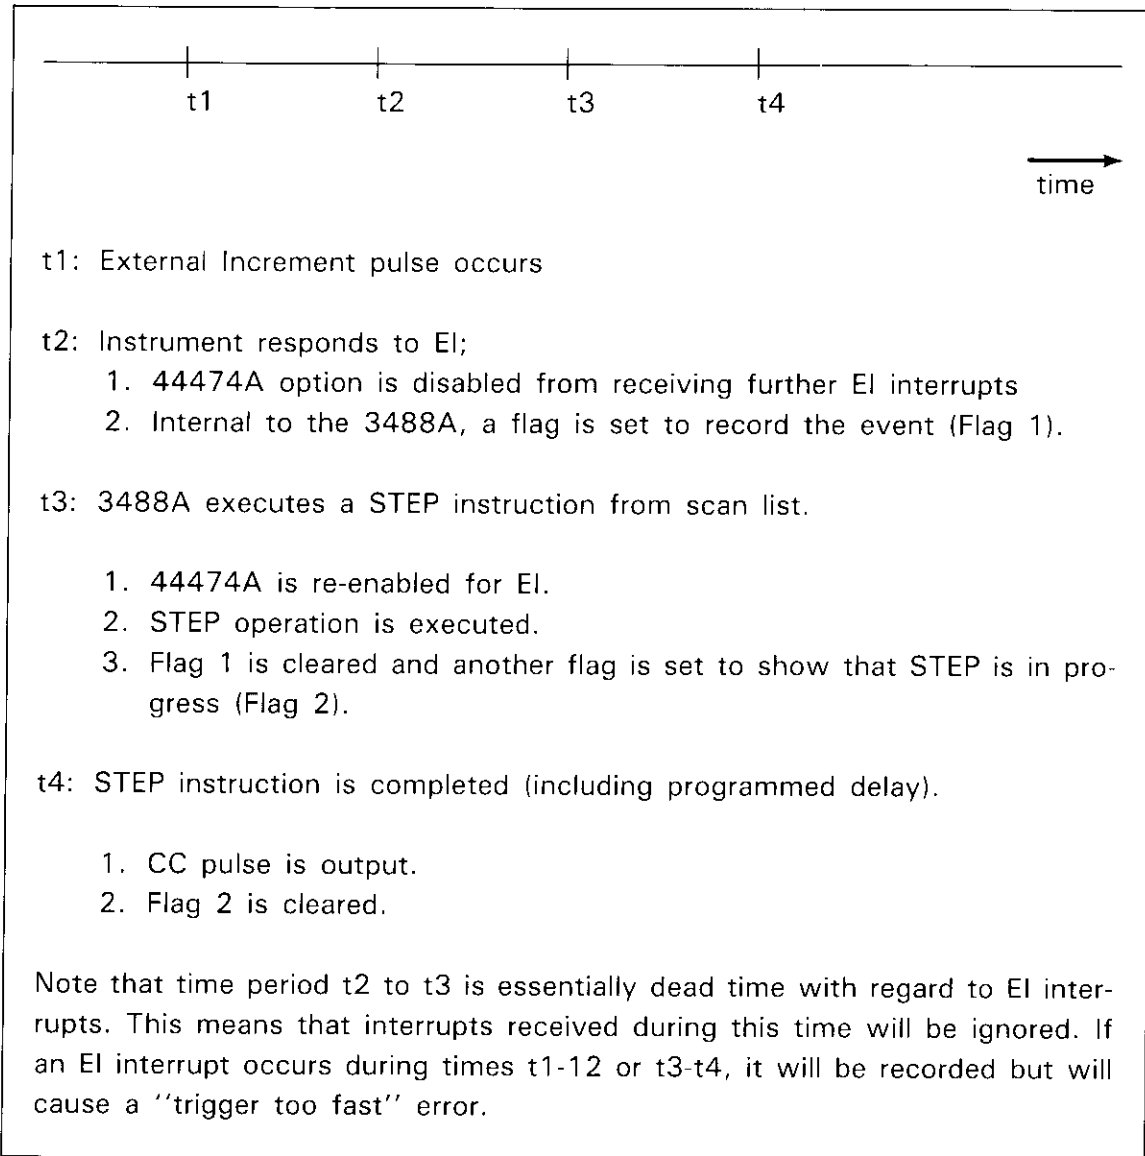 t1 t2 t3 t4
time
t1: External Increment pulse occurs
t2: Instrument responds to EI;
1. 44474A option is disabled from receiving further EI interrupts
2. Internal to the 3488A, a flag is set to record the event (Flag 1).
t3: 3488A executes a STEP instruction from scan list.
1. 44474A is re-enabled for EI.
2. STEP operation is executed.
3. Flag 1 is cleared and another flag is set to show that STEP is in pro-
gress (Flag 2).
t4: STEP instruction is completed (including programmed delay).
1. CC pulse is output.
2. Flag 2 is cleared.
Note that time period t2 to t3 is essentially dead time with regard to EI inter-
rupts. This means that interrupts received during this time will be ignored. If
an EI interrupt occurs during times t1-12 or t3-t4, it will be recorded but will
cause a ''trigger too fast'' error.